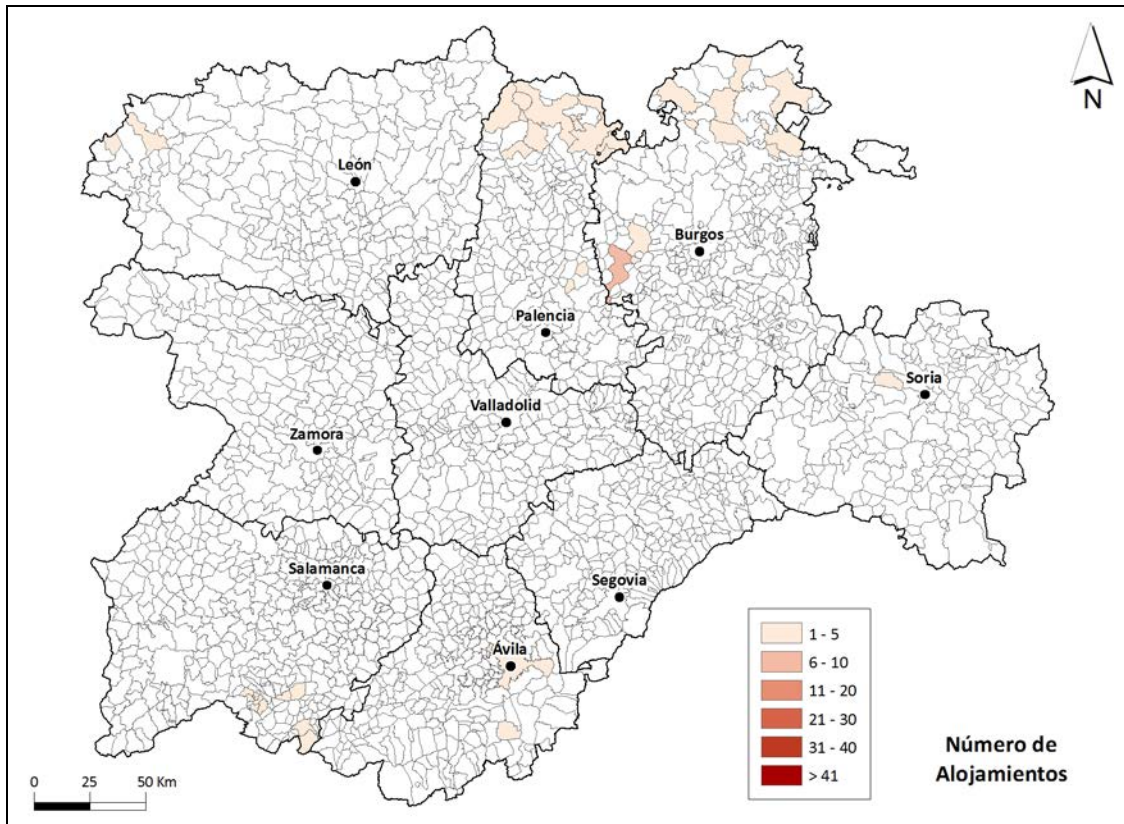 N
León
Burgos
Palencia
Soria
Valladolid
Zamora
Salamanca
Segovia
Ávila
1 - 5
6 - 10
11 - 20
21 - 30
31 - 40
> 41
Número de
Alojamientos
0 25 50 Km